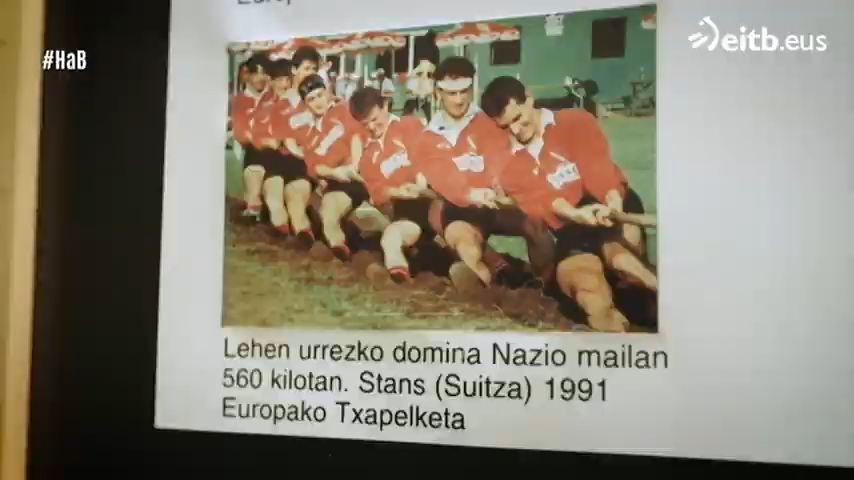 #HaB
eitb.eus
Lehen urrezko domina Nazio mailan
560 kilotan. Stans (Suitza) 1991
Europako Txapelketa